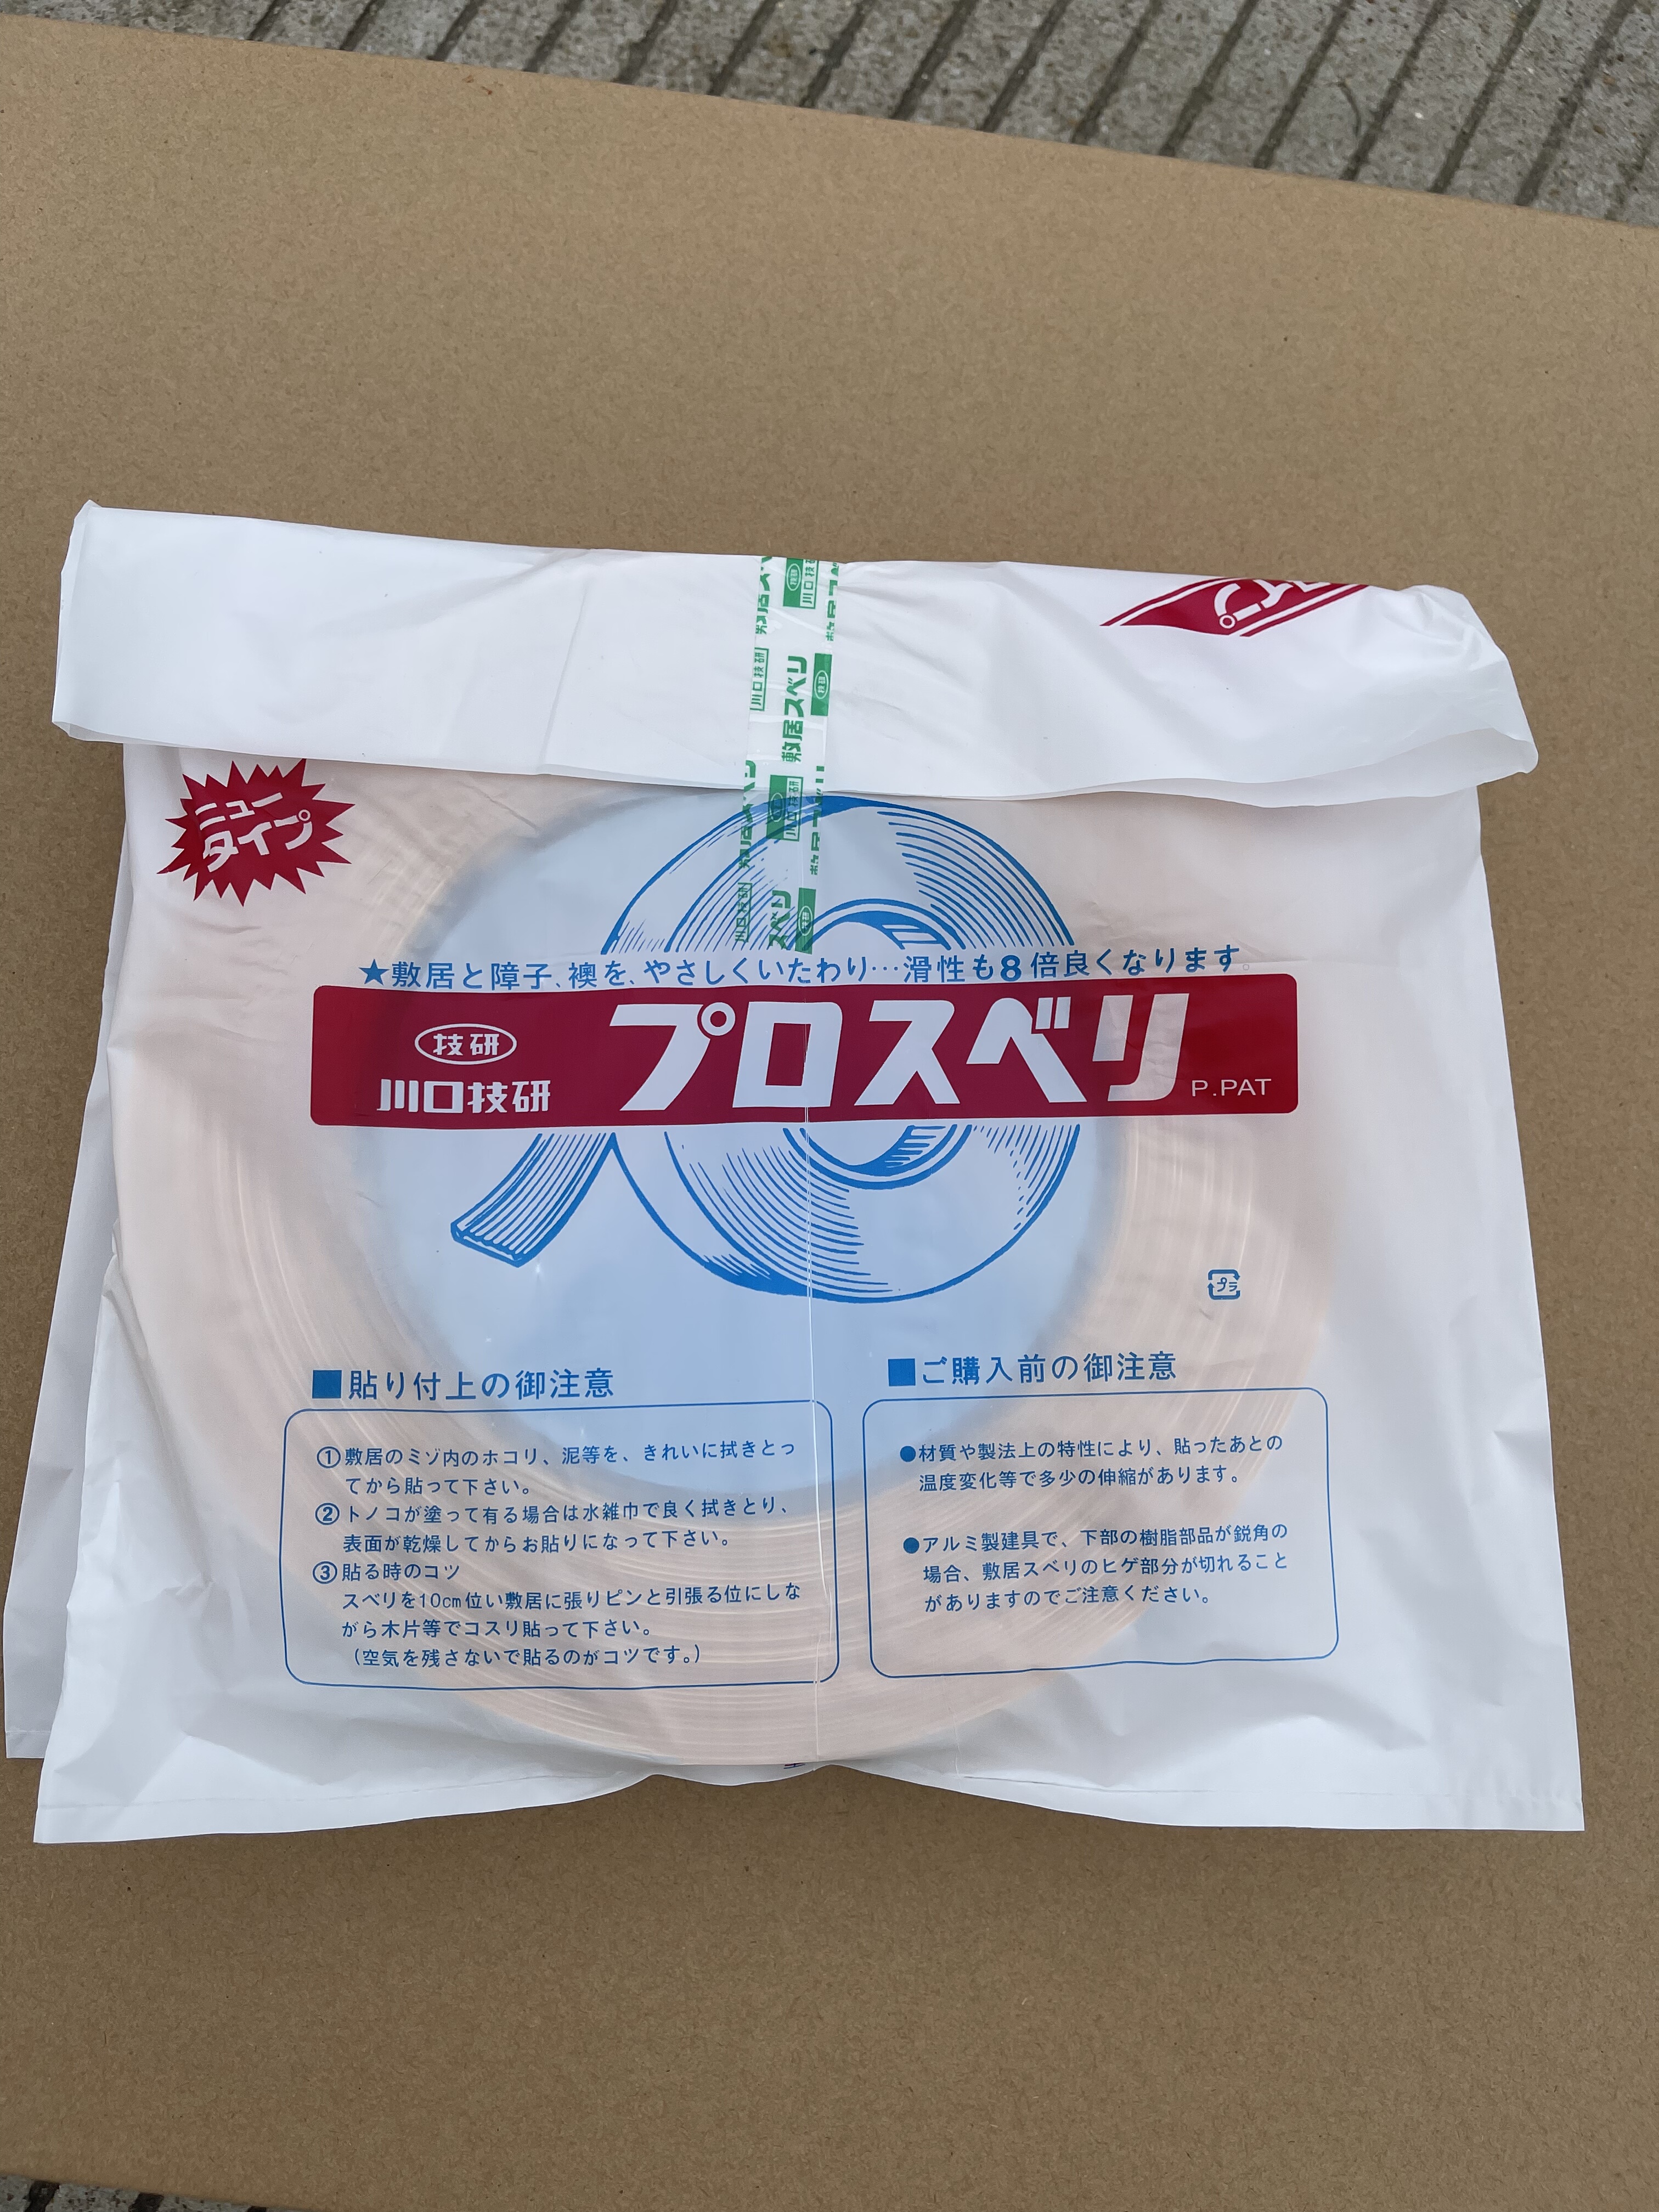 ニュー
タイプ
川口技研
敷居スベリ
技研
スベリ
技研
川口技研
★敷居と障子、襖を、やさしくいたわり…滑性も8倍良くなります。
技研
川口技研
プロスベリ
P.PAT
プラ
■貼り付上の御注意
①敷居のミゾ内のホコリ、泥等を、きれいに拭きとっ
てから貼って下さい。
②トノコが塗って有る場合は水雑巾で良く拭きとり、
表面が乾燥してからお貼りになって下さい。
③貼る時のコツ
スベリを10cm位い敷居に張りピンと引張る位にしな
がら木片等でコスリ貼って下さい。
(空気を残さないで貼るのがコツです。)
■ご購入前の御注意
●材質や製法上の特性により、貼ったあとの
温度変化等で多少の伸縮があります。
●アルミ製建具で、下部の樹脂部品が鋭角の
場合、敷居スベリのヒゲ部分が切れること
がありますのでご注意ください。